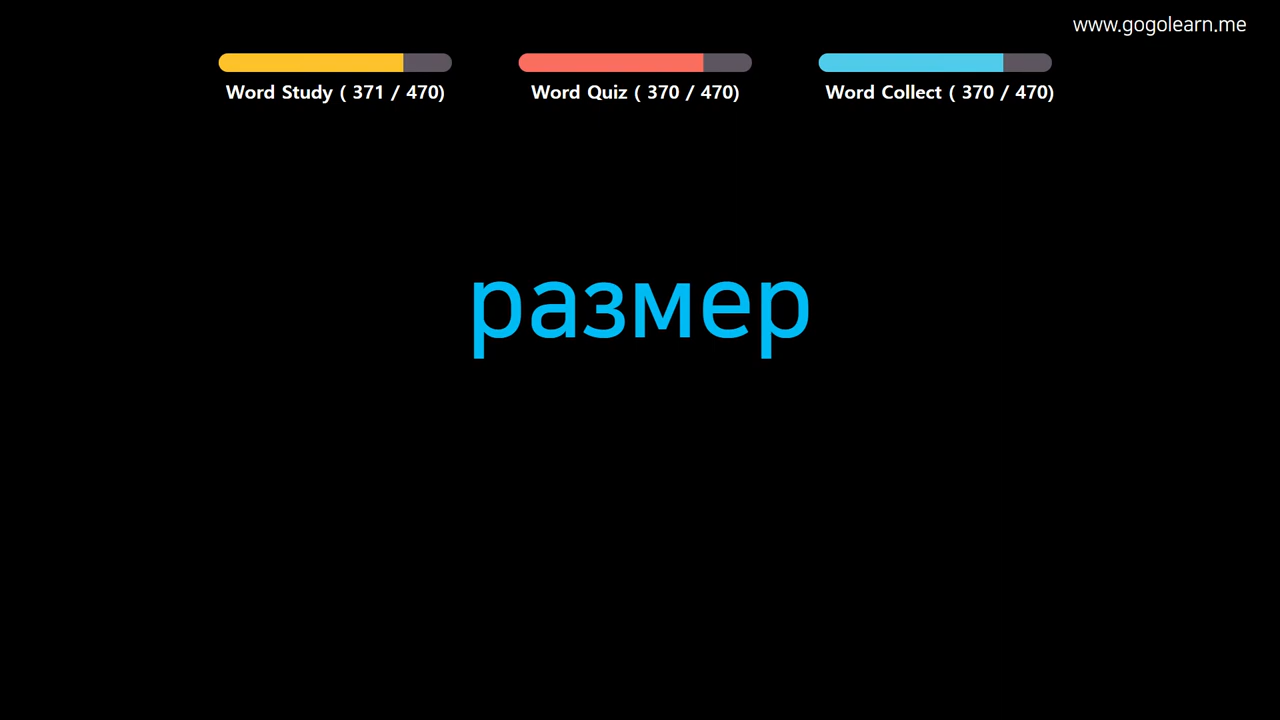 www.gogolearn.me
Word Study ( 371 / 470)
Word Quiz ( 370 / 470)
Word Collect ( 370 / 470)
размер